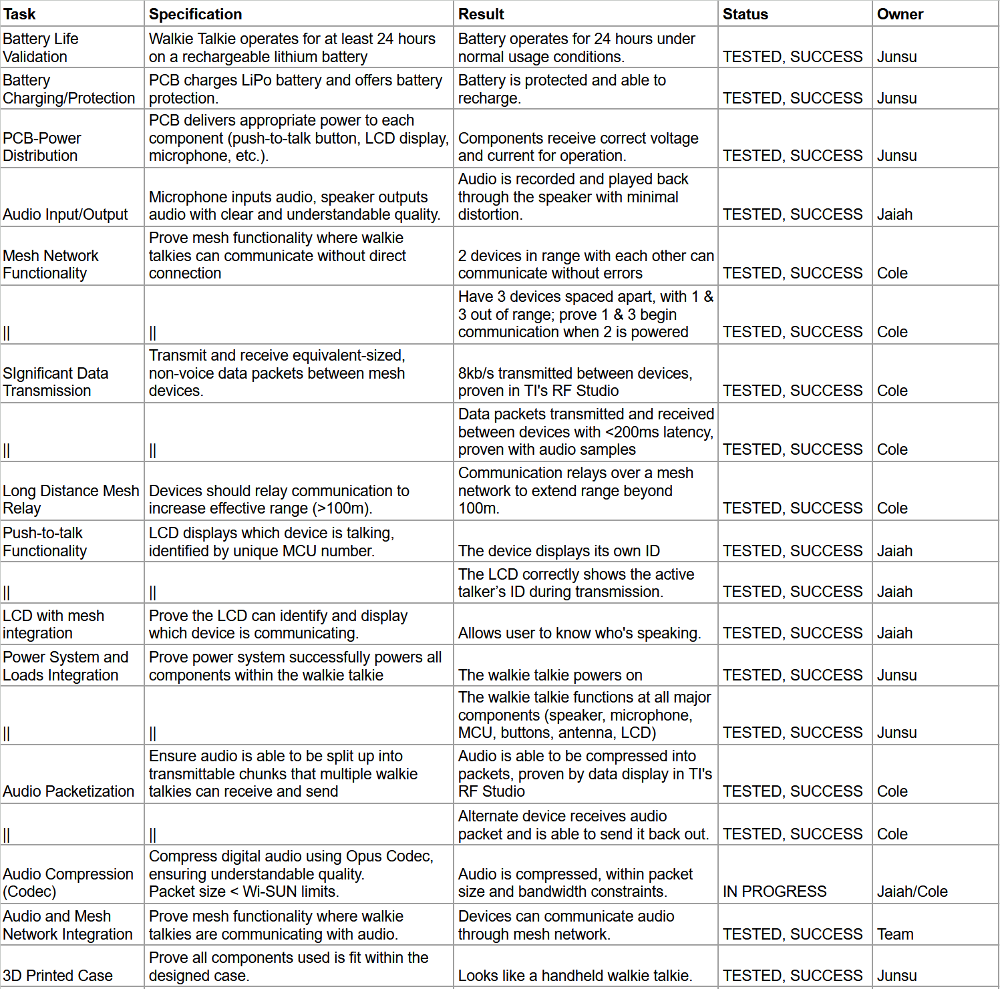 Task Specification Result Status Owner
Battery Life Validation Walkie Talkie operates for at least 24 hours on a rechargeable lithium battery Battery operates for 24 hours under normal usage conditions. TESTED, SUCCESS Junsu
Battery Charging/Protection PCB charges LiPo battery and offers battery protection. Battery is protected and able to recharge. TESTED, SUCCESS Junsu
PCB-Power Distribution PCB delivers appropriate power to each component (push-to-talk button, LCD display, microphone, etc.). Components receive correct voltage and current for operation. TESTED, SUCCESS Junsu
Audio Input/Output Microphone inputs audio, speaker outputs audio with clear and understandable quality. Audio is recorded and played back through the speaker with minimal distortion. TESTED, SUCCESS Jaiah
Mesh Network Functionality Prove mesh functionality where walkie talkies can communicate without direct connection 2 devices in range with each other can communicate without errors TESTED, SUCCESS Cole
|| || Have 3 devices spaced apart, with 1 & 3 out of range; prove 1 & 3 begin communication when 2 is powered TESTED, SUCCESS Cole
SIgnificant Data Transmission Transmit and receive equivalent-sized, non-voice data packets between mesh devices. 8kb/s transmitted between devices, proven in TI's RF Studio TESTED, SUCCESS Cole
|| || Data packets transmitted and received between devices with <200ms latency, proven with audio samples TESTED, SUCCESS Cole
Long Distance Mesh Relay Devices should relay communication to increase effective range (>100m). Communication relays over a mesh network to extend range beyond 100m. TESTED, SUCCESS Cole
Push-to-talk Functionality LCD displays which device is talking, identified by unique MCU number. The device displays its own ID TESTED, SUCCESS Jaiah
|| || The LCD correctly shows the active talker’s ID during transmission. TESTED, SUCCESS Jaiah
LCD with mesh integration Prove the LCD can identify and display which device is communicating. Allows user to know who's speaking. TESTED, SUCCESS Jaiah
Power System and Loads Integration Prove power system successfully powers all components within the walkie talkie The walkie talkie powers on TESTED, SUCCESS Junsu
|| || The walkie talkie functions at all major components (speaker, microphone, MCU, buttons, antenna, LCD) TESTED, SUCCESS Junsu
Audio Packetization Ensure audio is able to be split up into transmittable chunks that multiple walkie talkies can receive and send Audio is able to be compressed into packets, proven by data display in TI's RF Studio TESTED, SUCCESS Cole
|| || Alternate device receives audio packet and is able to send it back out. TESTED, SUCCESS Cole
Audio Compression (Codec) Compress digital audio using Opus Codec, ensuring understandable quality. Packet size < Wi-SUN limits. Audio is compressed, within packet size and bandwidth constraints. IN PROGRESS Jaiah/Cole
Audio and Mesh Network Integration Prove mesh functionality where walkie talkies are communicating with audio. Devices can communicate audio through mesh network. TESTED, SUCCESS Team
3D Printed Case Prove all components used is fit within the designed case. Looks like a handheld walkie talkie. TESTED, SUCCESS Junsu